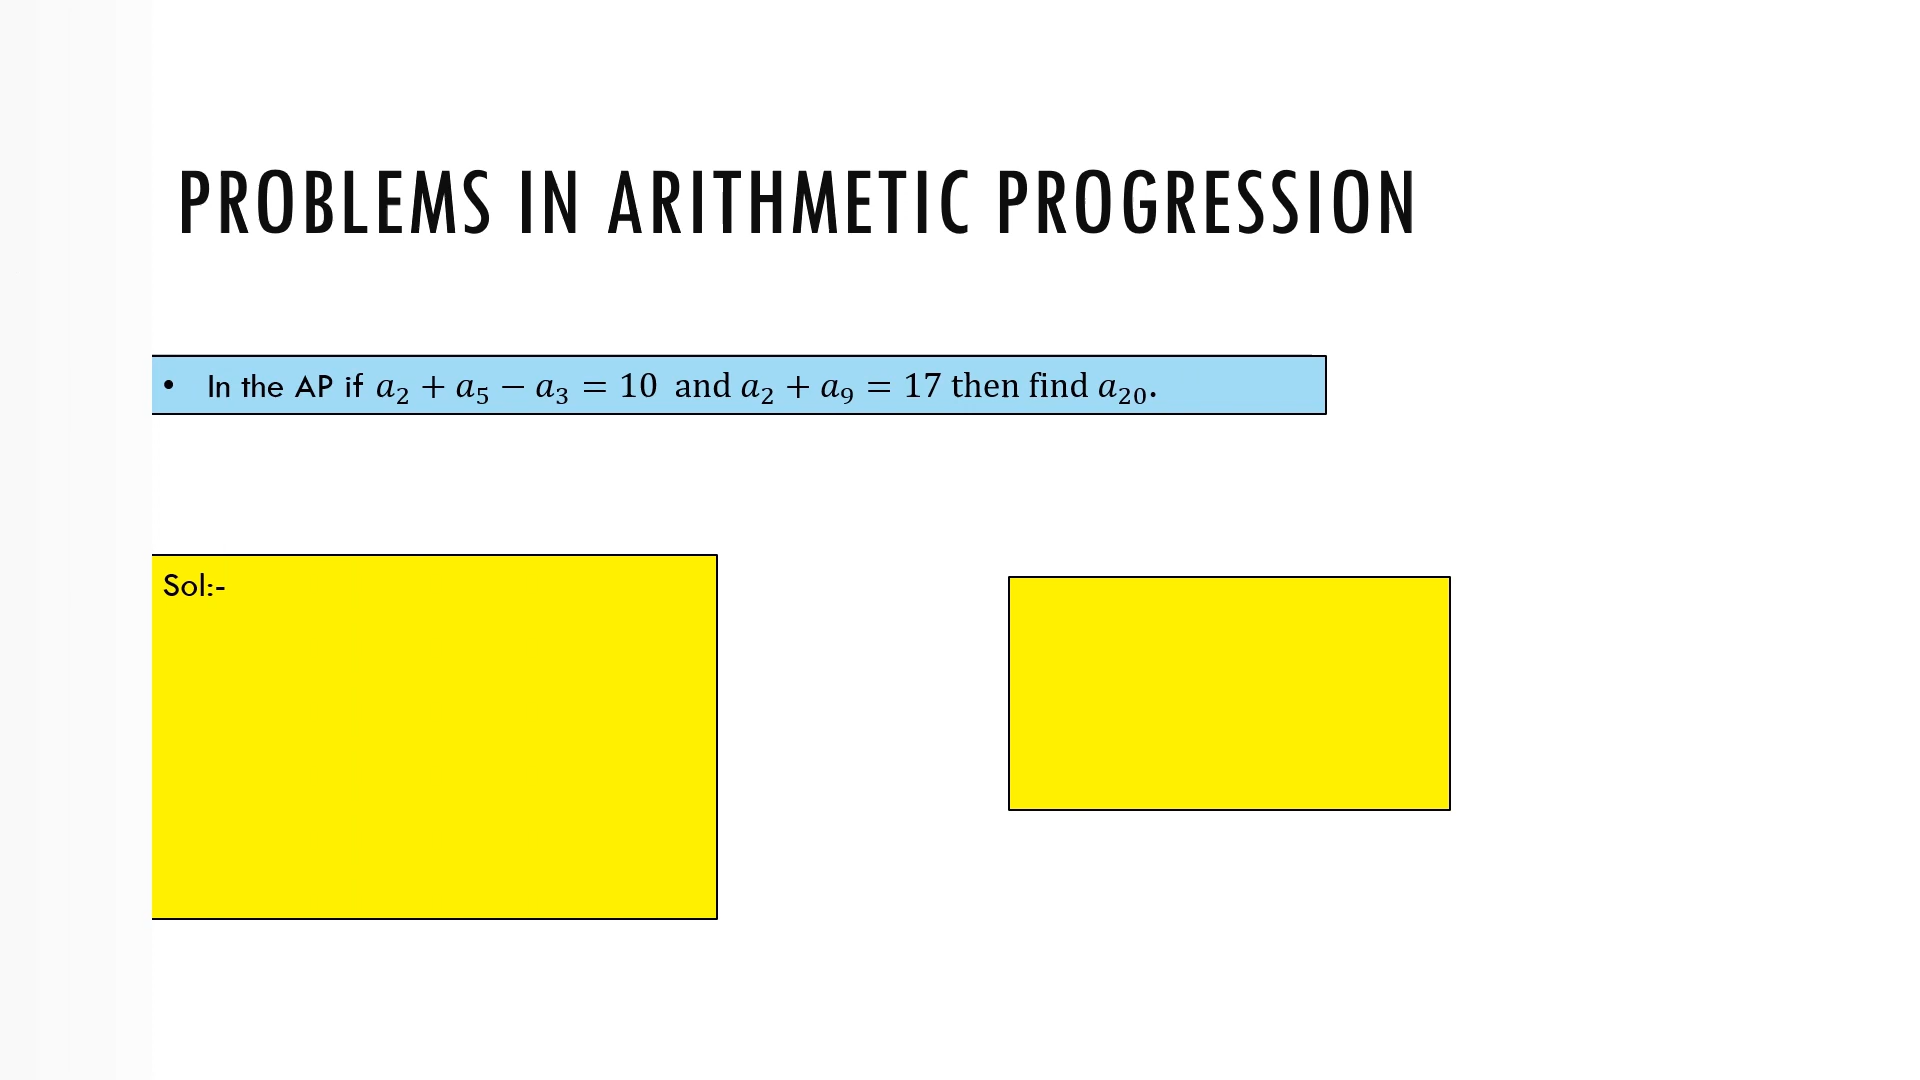 PROBLEMS IN ARITHMETIC PROGRESSION
• In the AP if a₂ + a₅ − a₃ = 10 and a₂ + a₉ = 17 then find a₂₀.
Sol:-